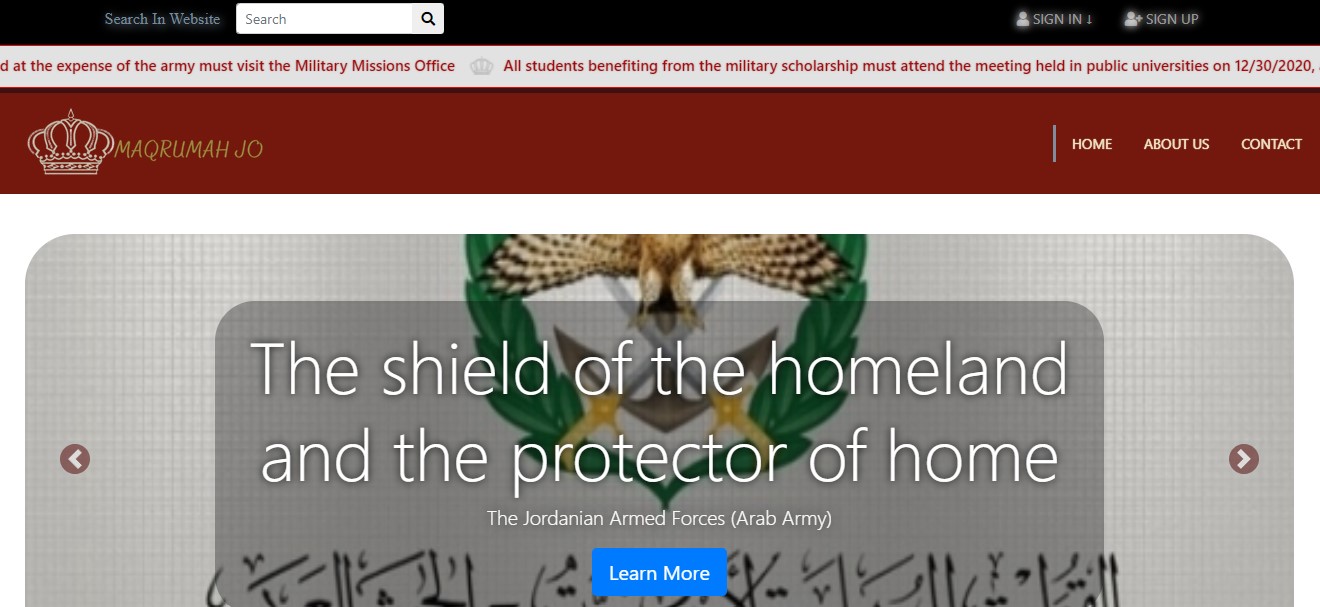 Search In Website
Search
SIGN IN ↓
SIGN UP
d at the expense of the army must visit the Military Missions Office
All students benefiting from the military scholarship must attend the meeting held in public universities on 12/30/2020,
MAQRUMAH JO
HOME
ABOUT US
CONTACT
The shield of the homeland
and the protector of home
The Jordanian Armed Forces (Arab Army)
Learn More